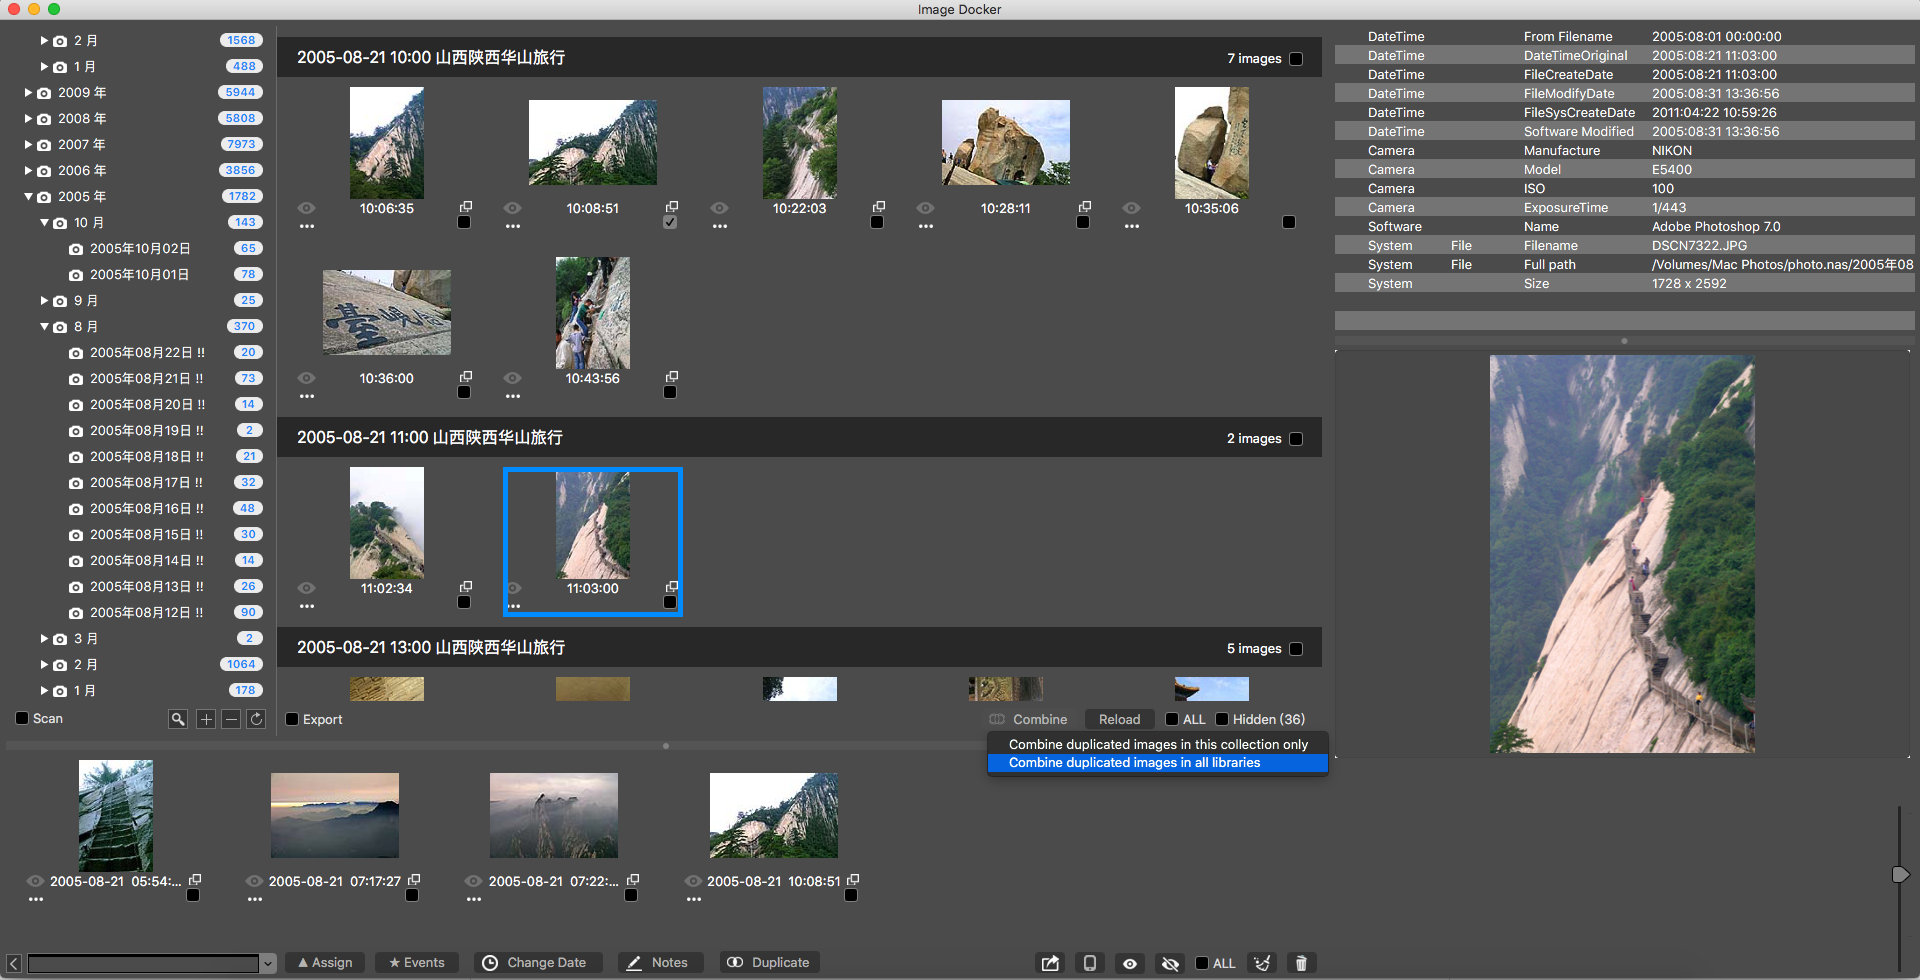 Image Docker
2 月 1568
1 月 488
2009 年 5944
2008 年 5808
2007 年 7973
2006 年 3856
2005 年 1782
10 月 143
2005年10月02日 65
2005年10月01日 78
9 月 25
8 月 370
2005年08月22日 !! 20
2005年08月21日 !! 73
2005年08月20日 !! 14
2005年08月19日 !! 2
2005年08月18日 !! 21
2005年08月17日 !! 32
2005年08月16日 !! 48
2005年08月15日 !! 30
2005年08月14日 !! 14
2005年08月13日 !! 26
2005年08月12日 !! 90
3 月 2
2 月 1064
1 月 178
Scan
2005-08-21 10:00 山西陕西华山旅行 7 images
10:06:35 10:08:51 10:22:03 10:28:11 10:35:06
10:36:00 10:43:56
2005-08-21 11:00 山西陕西华山旅行 2 images
11:02:34 11:03:00
2005-08-21 13:00 山西陕西华山旅行 5 images
Export Combine Reload ALL Hidden (36)
Combine duplicated images in this collection only
Combine duplicated images in all libraries
DateTime From Filename 2005:08:01 00:00:00
DateTime DateTimeOriginal 2005:08:21 11:03:00
DateTime FileCreateDate 2005:08:21 11:03:00
DateTime FileModifyDate 2005:08:31 13:36:56
DateTime FileSysCreateDate 2011:04:22 10:59:26
DateTime Software Modified 2005:08:31 13:36:56
Camera Manufacture NIKON
Camera Model E5400
Camera ISO 100
Camera ExposureTime 1/443
Software Name Adobe Photoshop 7.0
System File Filename DSCN7322.JPG
System File Full path /Volumes/Mac Photos/photo.nas/2005年08
System Size 1728 x 2592
2005-08-21 05:54:... 2005-08-21 07:17:27 2005-08-21 07:22:... 2005-08-21 10:08:51
Assign Events Change Date Notes Duplicate ALL